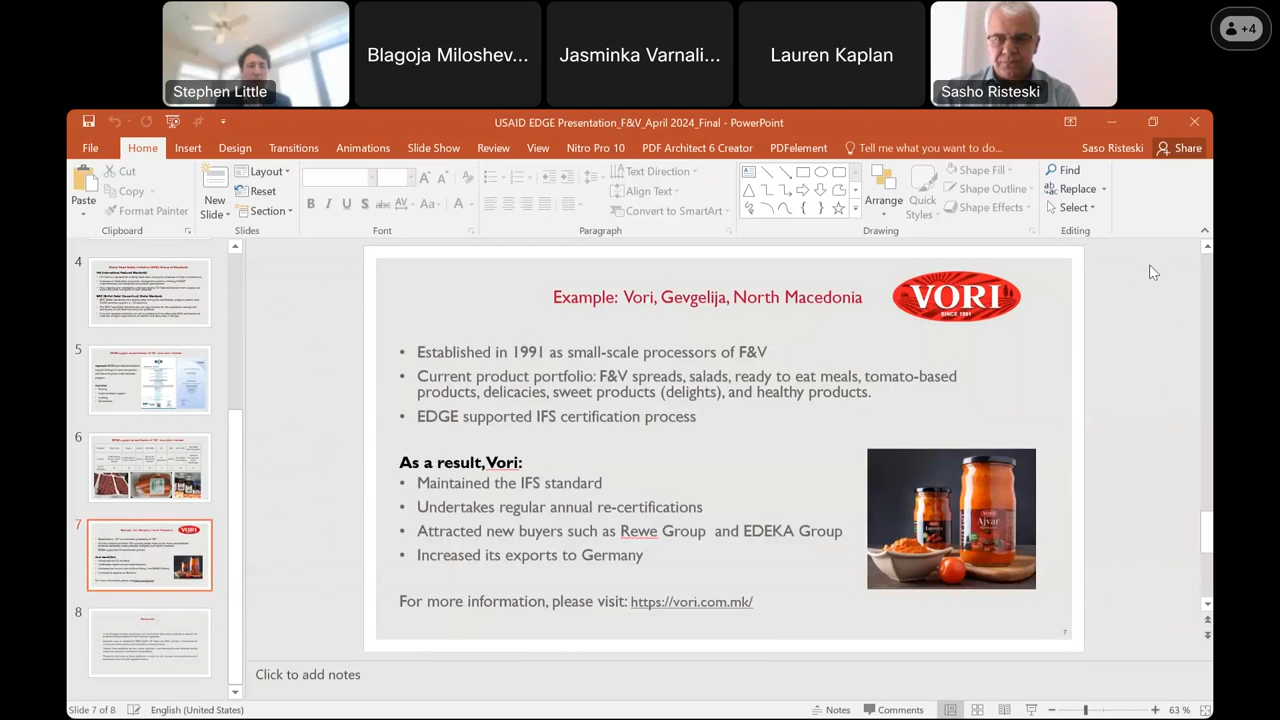 Stephen Little
Blagoja Miloshev...
Jasminka Varnali...
Lauren Kaplan
Sasho Risteski
+4
USAID EDGE Presentation_F&V_April 2024_Final - PowerPoint
File Home Insert Design Slide Show Transitions Animations Review View Nitro Pro 10 PDF Architect 6 Creator PDFelement Tell me what you want to do... Saso Risteski Share
Paste
Cut
Copy
Format Painter
Clipboard
New Slide
Layout
Reset
Section
Slides
Font
Text Direction
Align Text
Convert to SmartArt
Paragraph
Arrange
Quick Styles
Shape Fill
Shape Outline
Shape Effects
Drawing
Find
Replace
Select
Editing
4
5
6
7
8
Example: Vori, Gevgelija, North Macedonia
VORI
SINCE 1991
• Established in 1991 as small-scale processors of F&V
• Current product portfolio: F&V spreads, salads, ready to eat meals, tomato-based
products, delicacies, sweet products (delights), and healthy products.
• EDGE supported IFS certification process
As a result, Vori:
• Maintained the IFS standard
• Undertakes regular annual re-certifications
• Attracted new buyers such as Rewe Group and EDEKA Group
• Increased its exports to Germany
Ajvar
For more information, please visit: https://vori.com.mk/
7
Click to add notes
Slide 7 of 8 English (United States) Notes Comments 63 %